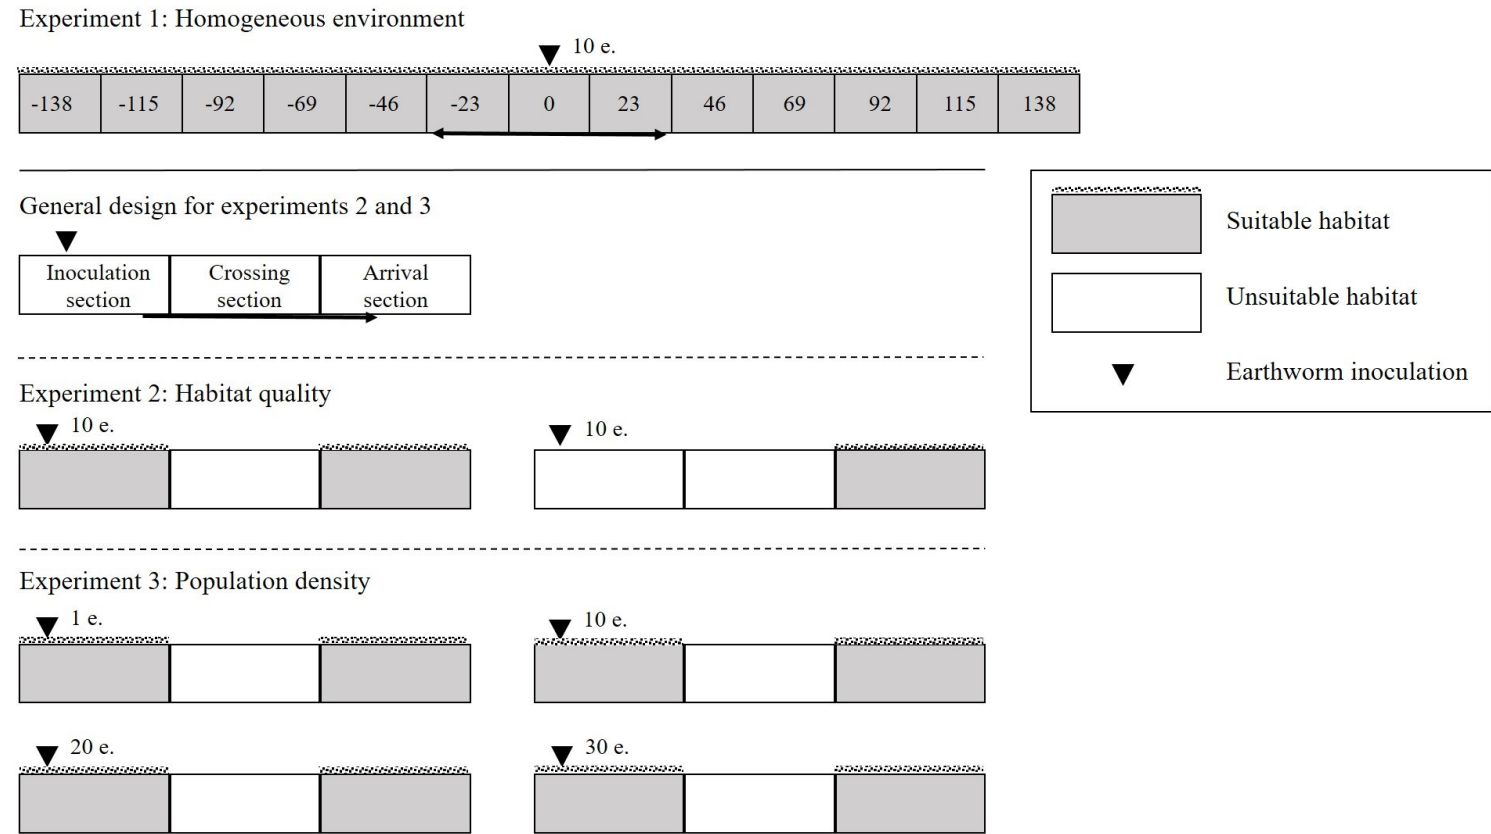 Experiment 1: Homogeneous environment
10 e.
-138 -115 -92 -69 -46 -23 0 23 46 69 92 115 138
General design for experiments 2 and 3
Inoculation section
Crossing section
Arrival section
Suitable habitat
Unsuitable habitat
Earthworm inoculation
Experiment 2: Habitat quality
10 e.
10 e.
Experiment 3: Population density
1 e.
10 e.
20 e.
30 e.